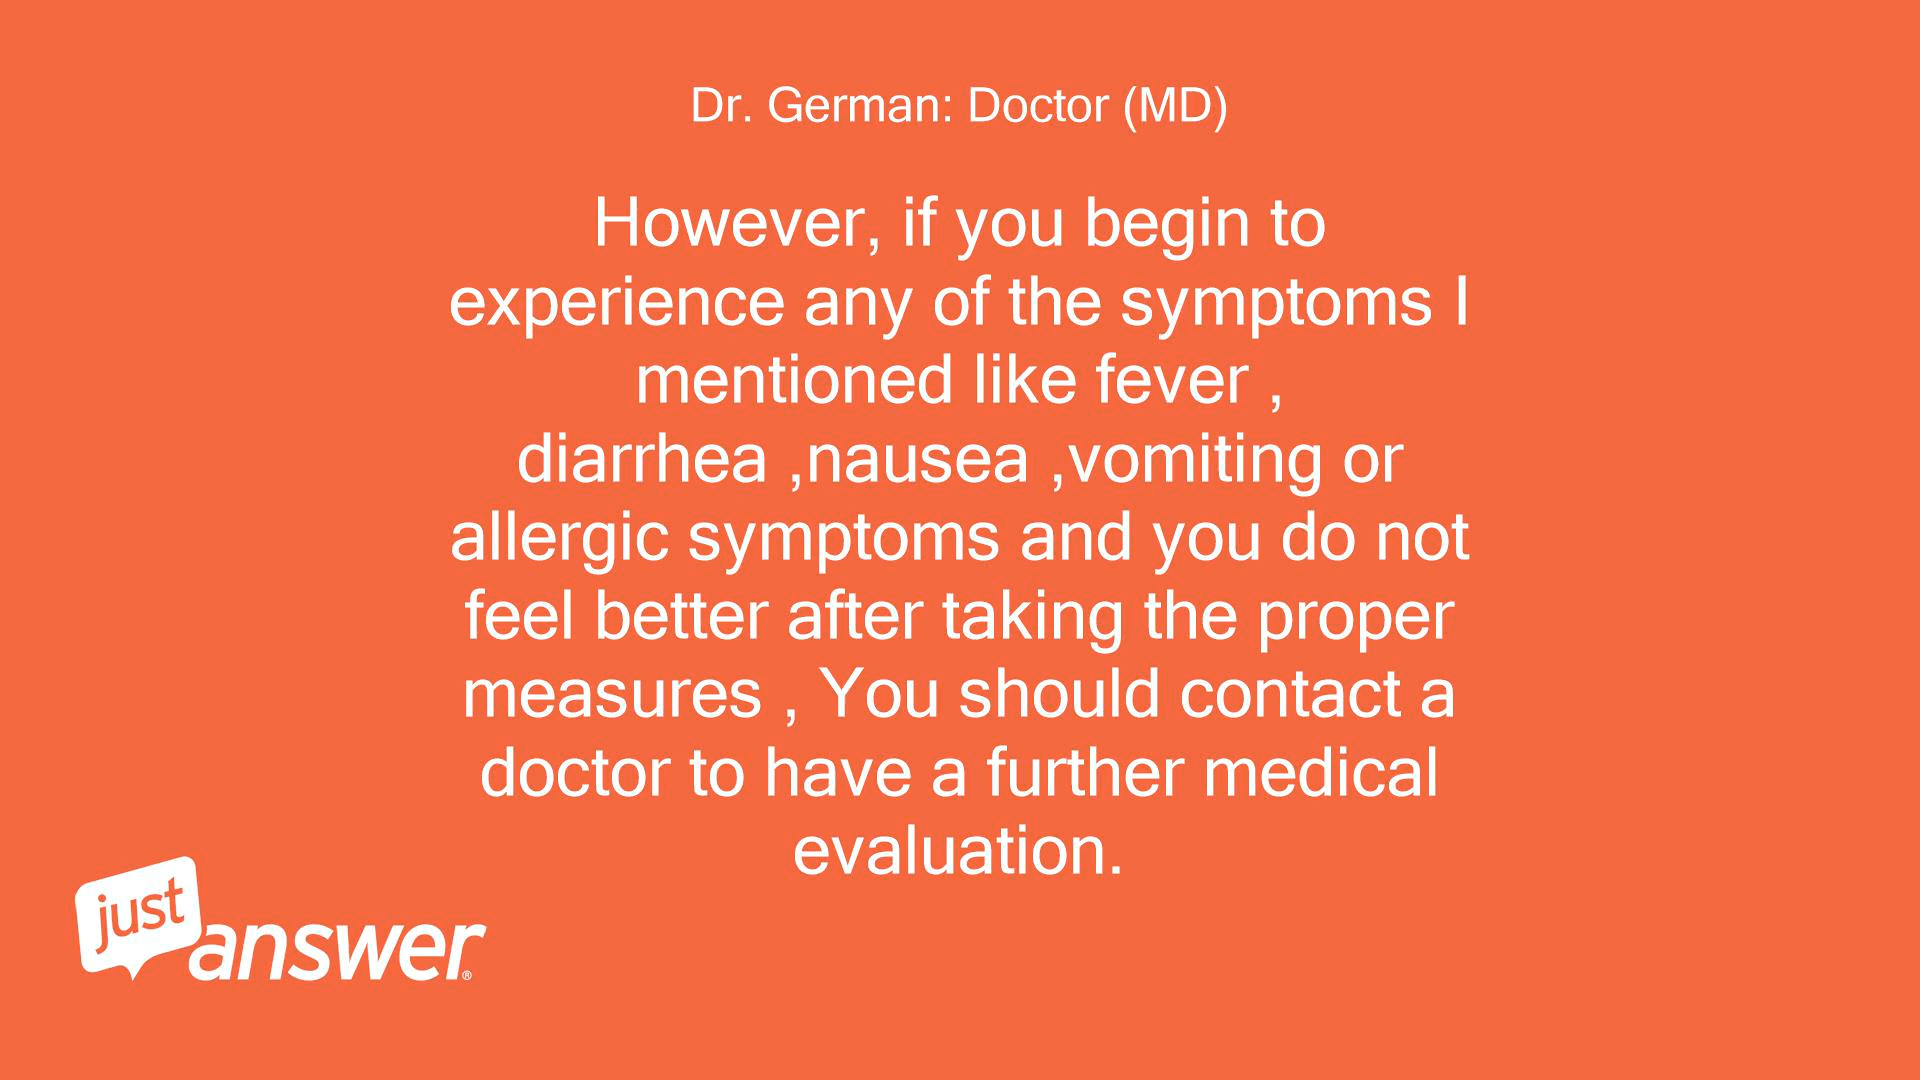 Dr. German: Doctor (MD)
However, if you begin to
experience any of the symptoms I
mentioned like fever ,
diarrhea ,nausea ,vomiting or
allergic symptoms and you do not
feel better after taking the proper
measures , You should contact a
doctor to have a further medical
evaluation.
just
answer®